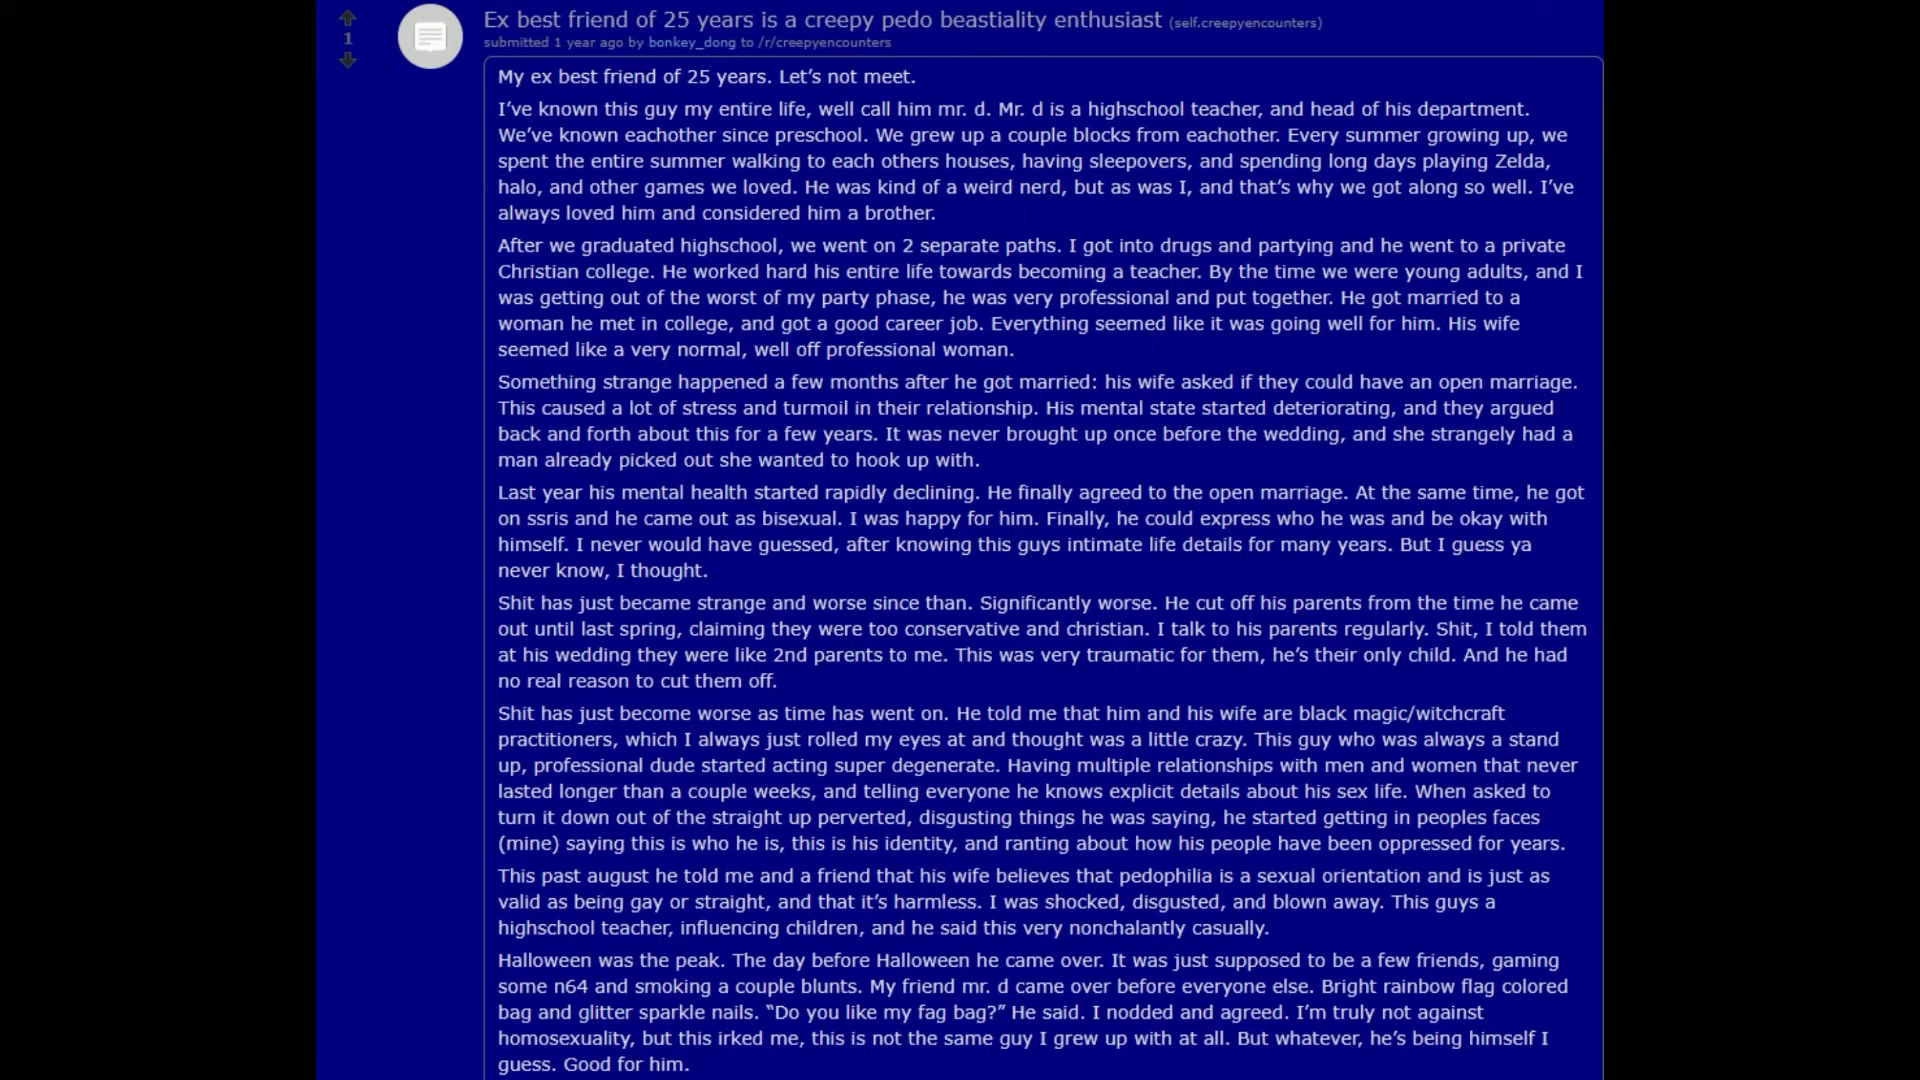 Ex best friend of 25 years is a creepy pedo beastiality enthusiast (self.creepyencounters)
1
submitted 1 year ago by bonkey_dong to /r/creepyencounters
My ex best friend of 25 years. Let's not meet.
I've known this guy my entire life, well call him mr. d. Mr. d is a highschool teacher, and head of his department.
We've known eachother since preschool. We grew up a couple blocks from eachother. Every summer growing up, we
spent the entire summer walking to each others houses, having sleepovers, and spending long days playing Zelda,
halo, and other games we loved. He was kind of a weird nerd, but as was I, and that's why we got along so well. I've
always loved him and considered him a brother.
After we graduated highschool, we went on 2 separate paths. I got into drugs and partying and he went to a private
Christian college. He worked hard his entire life towards becoming a teacher. By the time we were young adults, and I
was getting out of the worst of my party phase, he was very professional and put together. He got married to a
woman he met in college, and got a good career job. Everything seemed like it was going well for him. His wife
seemed like a very normal, well off professional woman.
Something strange happened a few months after he got married: his wife asked if they could have an open marriage.
This caused a lot of stress and turmoil in their relationship. His mental state started deteriorating, and they argued
back and forth about this for a few years. It was never brought up once before the wedding, and she strangely had a
man already picked out she wanted to hook up with.
Last year his mental health started rapidly declining. He finally agreed to the open marriage. At the same time, he got
on ssris and he came out as bisexual. I was happy for him. Finally, he could express who he was and be okay with
himself. I never would have guessed, after knowing this guys intimate life details for many years. But I guess ya
never know, I thought.
Shit has just became strange and worse since than. Significantly worse. He cut off his parents from the time he came
out until last spring, claiming they were too conservative and christian. I talk to his parents regularly. Shit, I told them
at his wedding they were like 2nd parents to me. This was very traumatic for them, he's their only child. And he had
no real reason to cut them off.
Shit has just become worse as time has went on. He told me that him and his wife are black magic/witchcraft
practitioners, which I always just rolled my eyes at and thought was a little crazy. This guy who was always a stand
up, professional dude started acting super degenerate. Having multiple relationships with men and women that never
lasted longer than a couple weeks, and telling everyone he knows explicit details about his sex life. When asked to
turn it down out of the straight up perverted, disgusting things he was saying, he started getting in peoples faces
(mine) saying this is who he is, this is his identity, and ranting about how his people have been oppressed for years.
This past august he told me and a friend that his wife believes that pedophilia is a sexual orientation and is just as
valid as being gay or straight, and that it's harmless. I was shocked, disgusted, and blown away. This guys a
highschool teacher, influencing children, and he said this very nonchalantly casually.
Halloween was the peak. The day before Halloween he came over. It was just supposed to be a few friends, gaming
some n64 and smoking a couple blunts. My friend mr. d came over before everyone else. Bright rainbow flag colored
bag and glitter sparkle nails. "Do you like my fag bag?" He said. I nodded and agreed. I'm truly not against
homosexuality, but this irked me, this is not the same guy I grew up with at all. But whatever, he's being himself I
guess. Good for him.